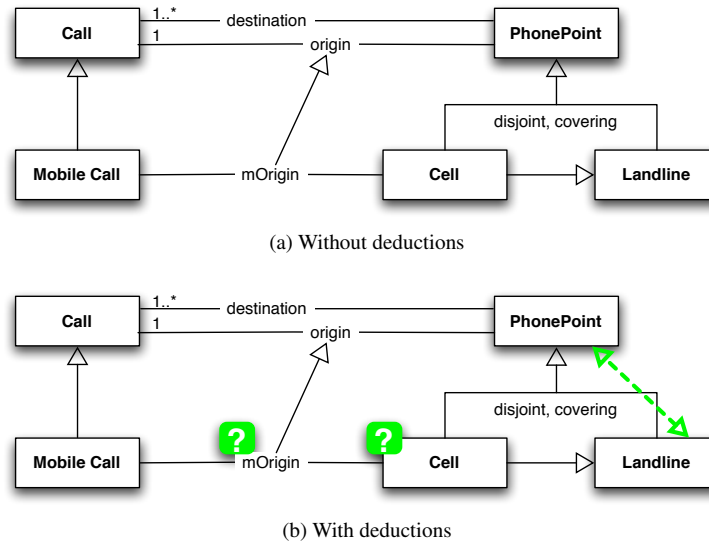 1..* destination
Call
PhonePoint
1 origin
disjoint, covering
Mobile Call mOrigin Cell Landline
(a) Without deductions
1..* destination
Call
PhonePoint
1 origin
disjoint, covering
? ?
Mobile Call mOrigin Cell Landline
(b) With deductions